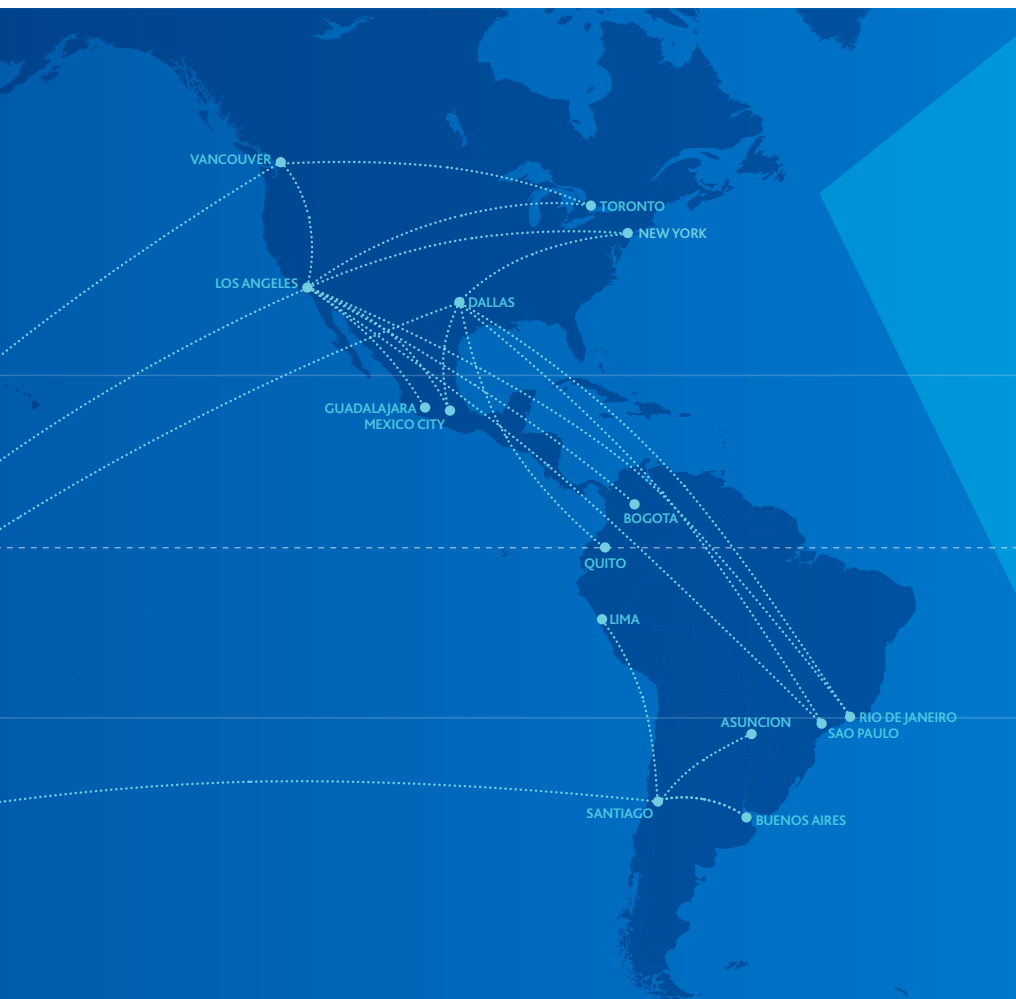 VANCOUVER
TORONTO
NEW YORK
LOS ANGELES
DALLAS
GUADALAJARA
MEXICO CITY
BOGOTA
QUITO
LIMA
ASUNCION
RIO DE JANEIRO
SAO PAULO
SANTIAGO
BUENOS AIRES